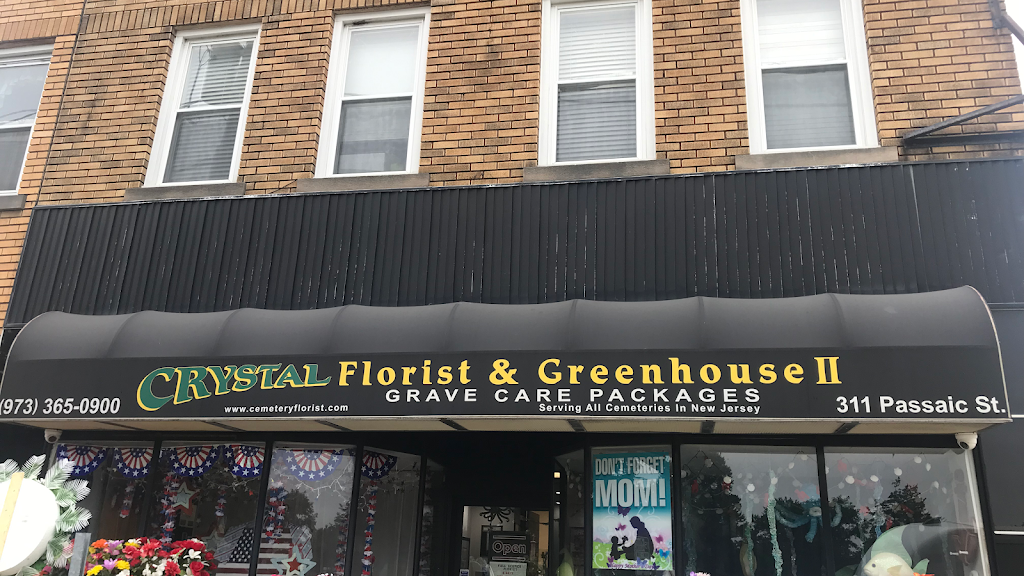 CRYSTAL Florist & Greenhouse II
GRAVE CARE PACKAGES
(973) 365-0900
www.cemeteryflorist.com
Serving All Cemeteries In New Jersey
311 Passaic St.
DON'T FORGET
MOM!
Open